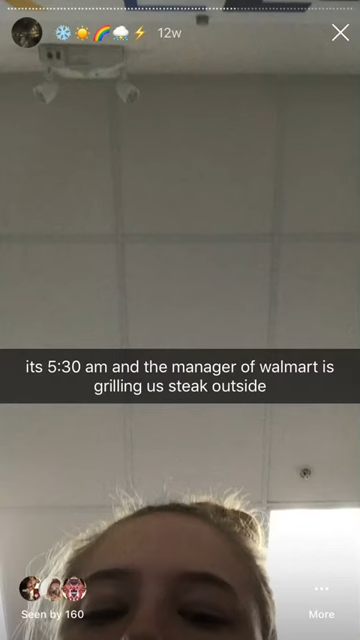 ❄️☀️🌈🌧️⚡ 12w
its 5:30 am and the manager of walmart is
grilling us steak outside
Seen by 160
More